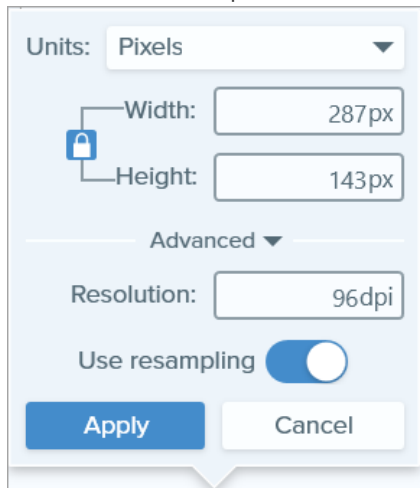 Units: Pixels
Width: 287px
Height: 143px
Advanced
Resolution: 96dpi
Use resampling
Apply Cancel